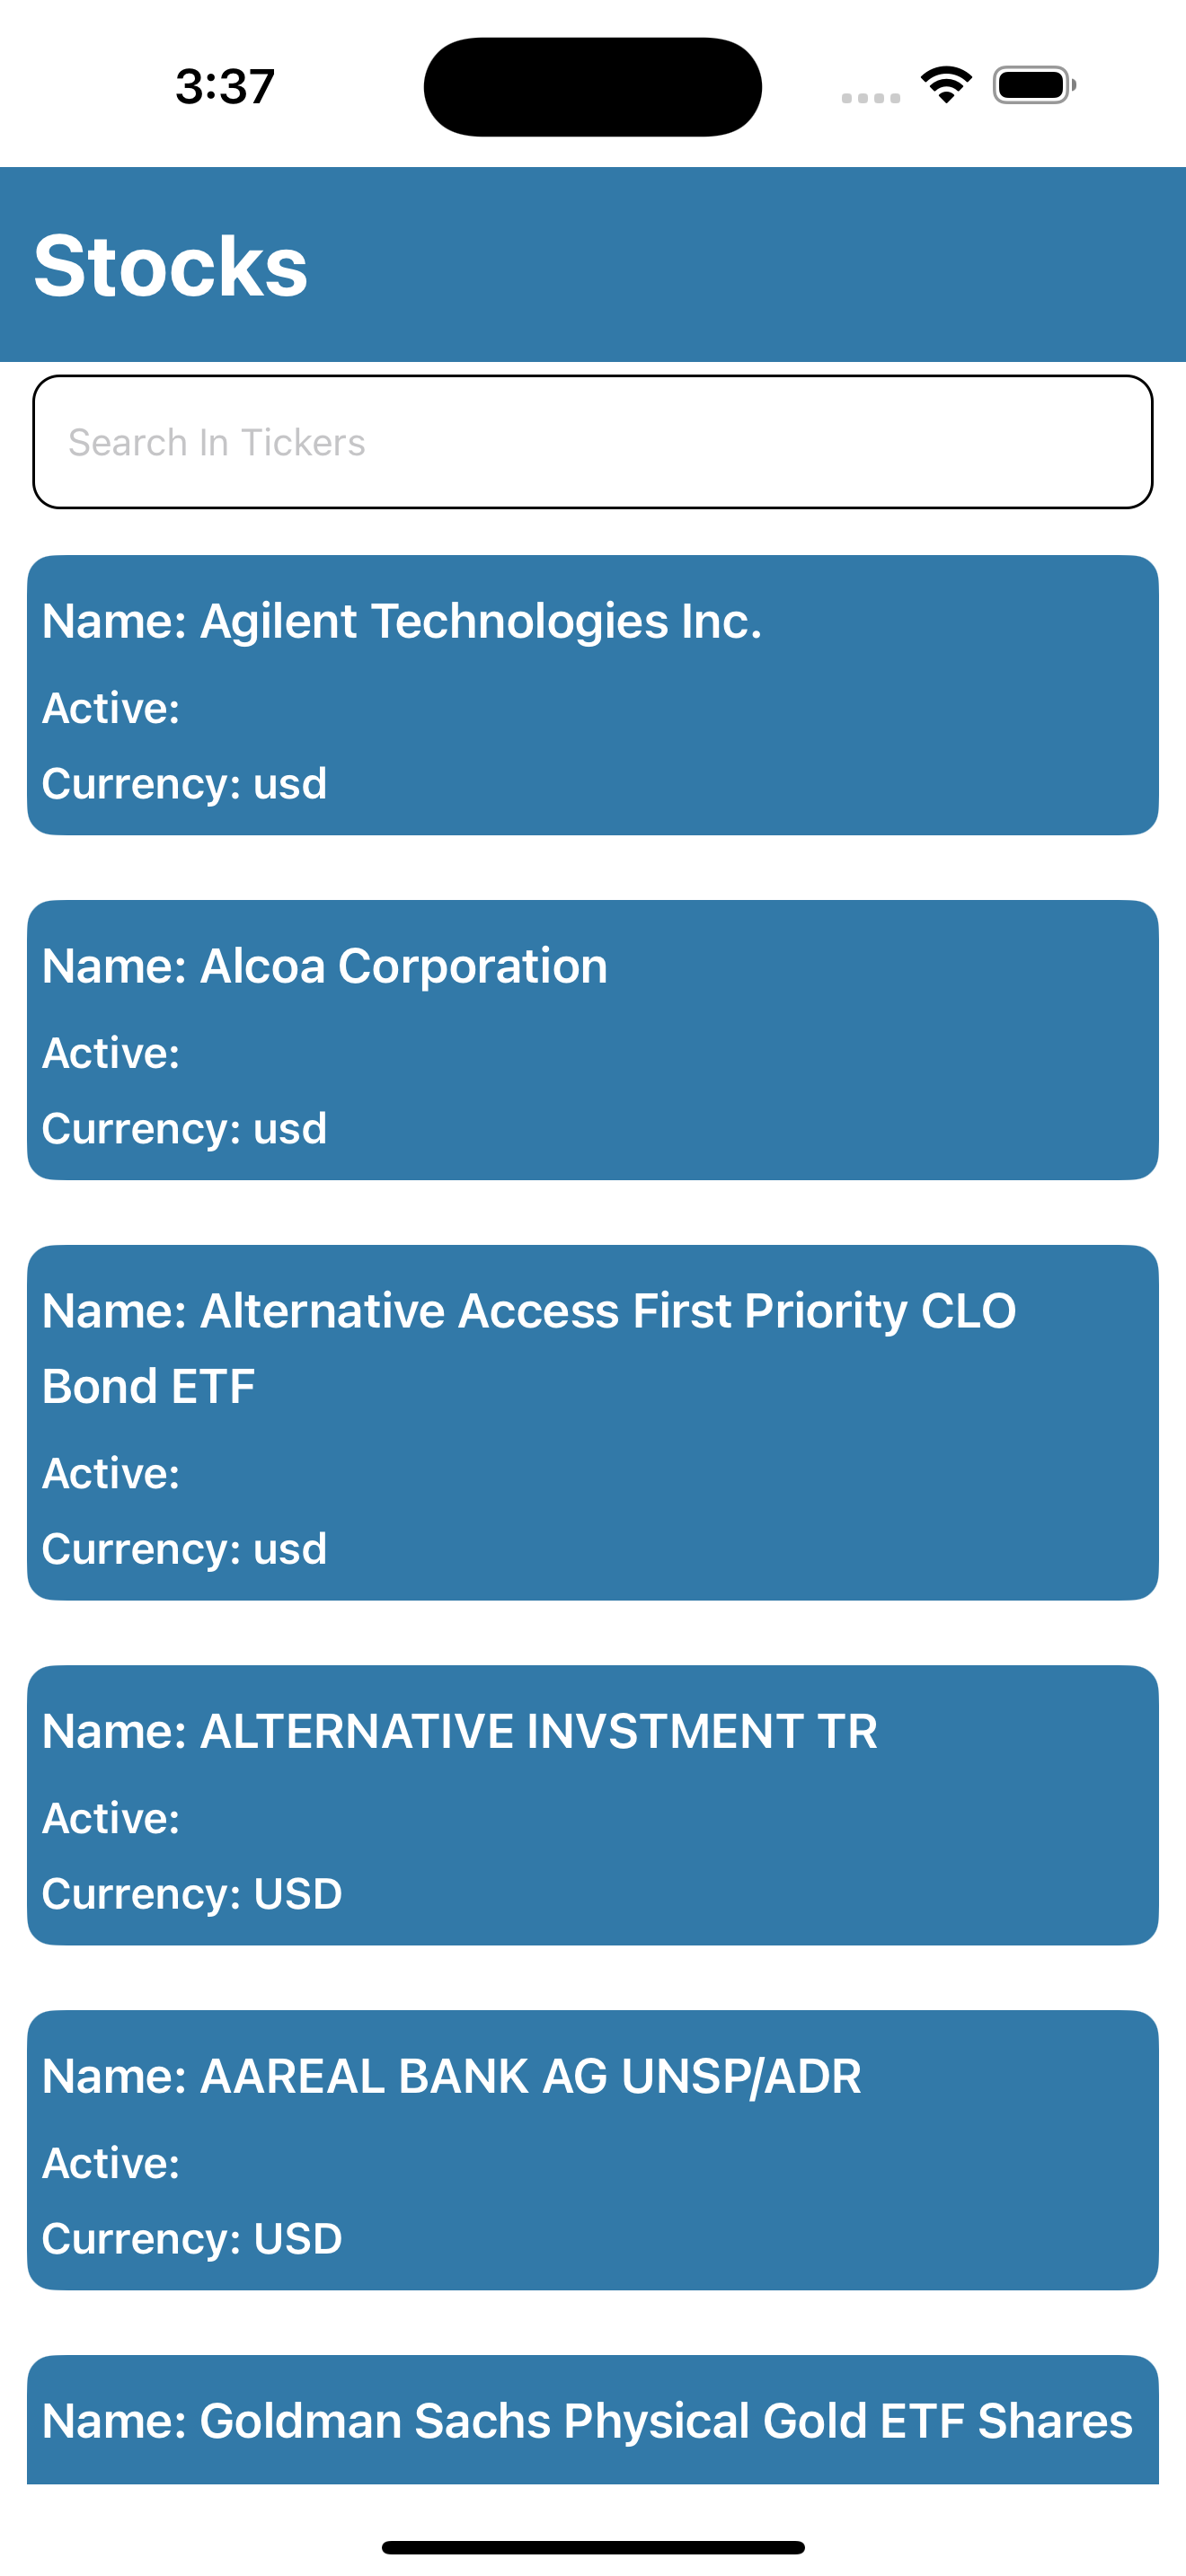 3:37
Stocks
Search In Tickers
Name: Agilent Technologies Inc.
Active:
Currency: usd
Name: Alcoa Corporation
Active:
Currency: usd
Name: Alternative Access First Priority CLO
Bond ETF
Active:
Currency: usd
Name: ALTERNATIVE INVSTMENT TR
Active:
Currency: USD
Name: AAREAL BANK AG UNSP/ADR
Active:
Currency: USD
Name: Goldman Sachs Physical Gold ETF Shares